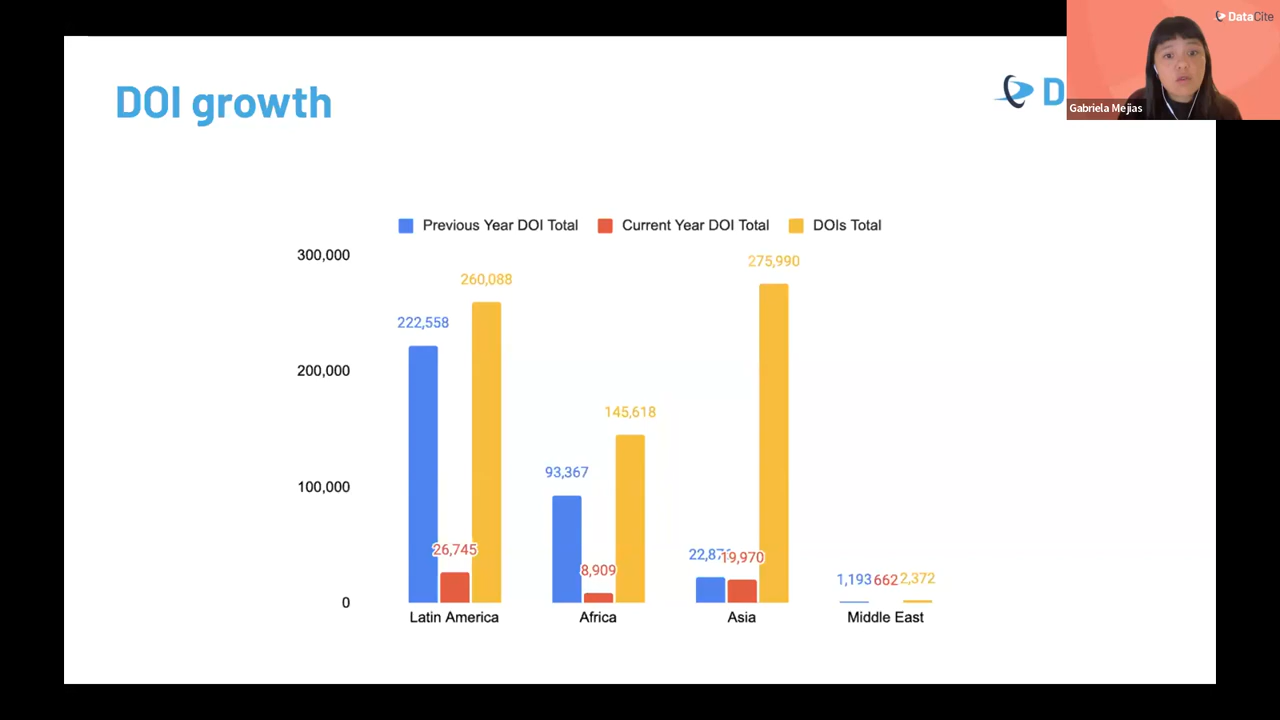 DataCite
DOI growth
D
Gabriela Mejias
Previous Year DOI Total Current Year DOI Total DOIs Total
300,000
200,000
100,000
0
222,558
26,745
260,088
93,367
8,909
145,618
19,970
275,990
1,193
662
2,372
Latin America Africa Asia Middle East